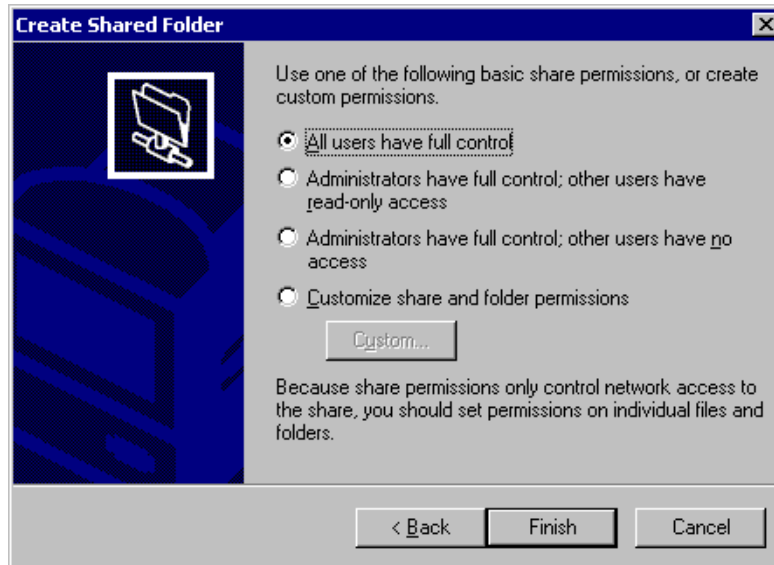 Create Shared Folder
Use one of the following basic share permissions, or create
custom permissions.
All users have full control
Administrators have full control; other users have
read-only access
Administrators have full control; other users have no
access
Customize share and folder permissions
Custom...
Because share permissions only control network access to
the share, you should set permissions on individual files and
folders.
< Back Finish Cancel